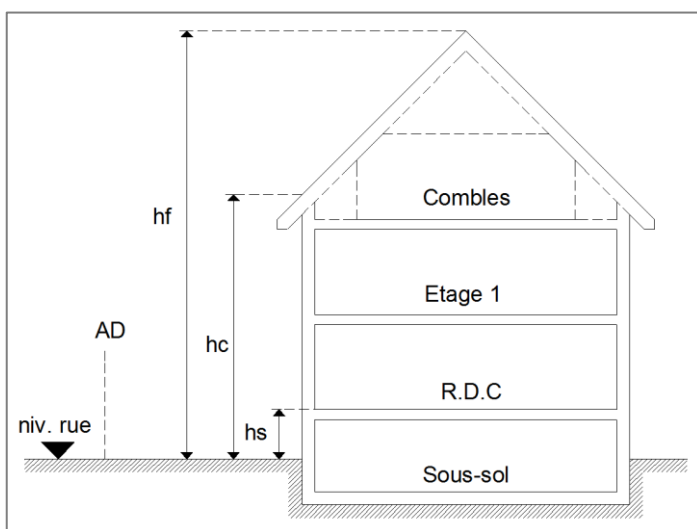 Combles
hf
Etage 1
AD
hc
R.D.C
niv. rue
hs
Sous-sol